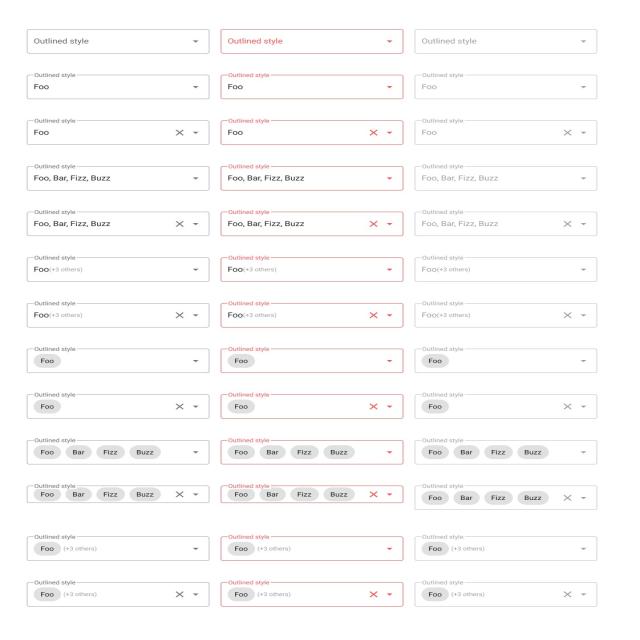 Outlined style Outlined style Outlined style
Outlined style Outlined style Outlined style
Foo Foo Foo
Outlined style Outlined style Outlined style
Foo Foo Foo
Outlined style Outlined style Outlined style
Foo, Bar, Fizz, Buzz Foo, Bar, Fizz, Buzz Foo, Bar, Fizz, Buzz
Outlined style Outlined style Outlined style
Foo, Bar, Fizz, Buzz Foo, Bar, Fizz, Buzz Foo, Bar, Fizz, Buzz
Outlined style Outlined style Outlined style
Foo(+3 others) Foo(+3 others) Foo(+3 others)
Outlined style Outlined style Outlined style
Foo(+3 others) Foo(+3 others) Foo(+3 others)
Outlined style Outlined style Outlined style
Foo Foo Foo
Outlined style Outlined style Outlined style
Foo Foo Foo
Outlined style Outlined style Outlined style
Foo Bar Fizz Buzz Foo Bar Fizz Buzz Foo Bar Fizz Buzz
Outlined style Outlined style Outlined style
Foo Bar Fizz Buzz Foo Bar Fizz Buzz Foo Bar Fizz Buzz
Outlined style Outlined style Outlined style
Foo (+3 others) Foo (+3 others) Foo (+3 others)
Outlined style Outlined style Outlined style
Foo (+3 others) Foo (+3 others) Foo (+3 others)